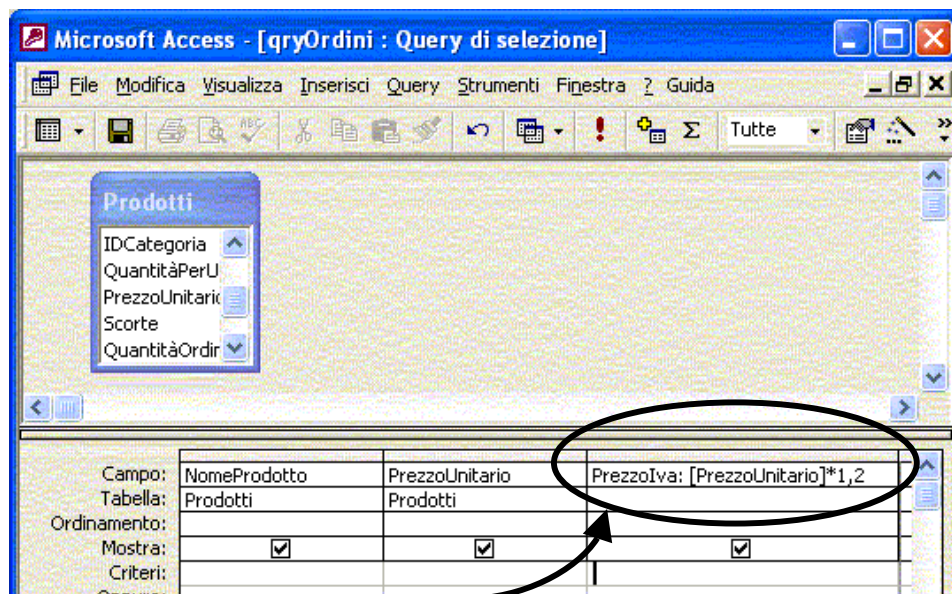 Microsoft Access - [qryOrdini : Query di selezione]
File Modifica Visualizza Inserisci Query Strumenti Finestra ? Guida
ABC Σ Tutte
Prodotti
IDCategoria
QuantitàPerU
PrezzoUnitario
Scorte
QuantitàOrdir
Campo: NomeProdotto PrezzoUnitario PrezzoIva: [PrezzoUnitario]*1,2
Tabella: Prodotti Prodotti
Ordinamento:
Mostra:
Criteri: